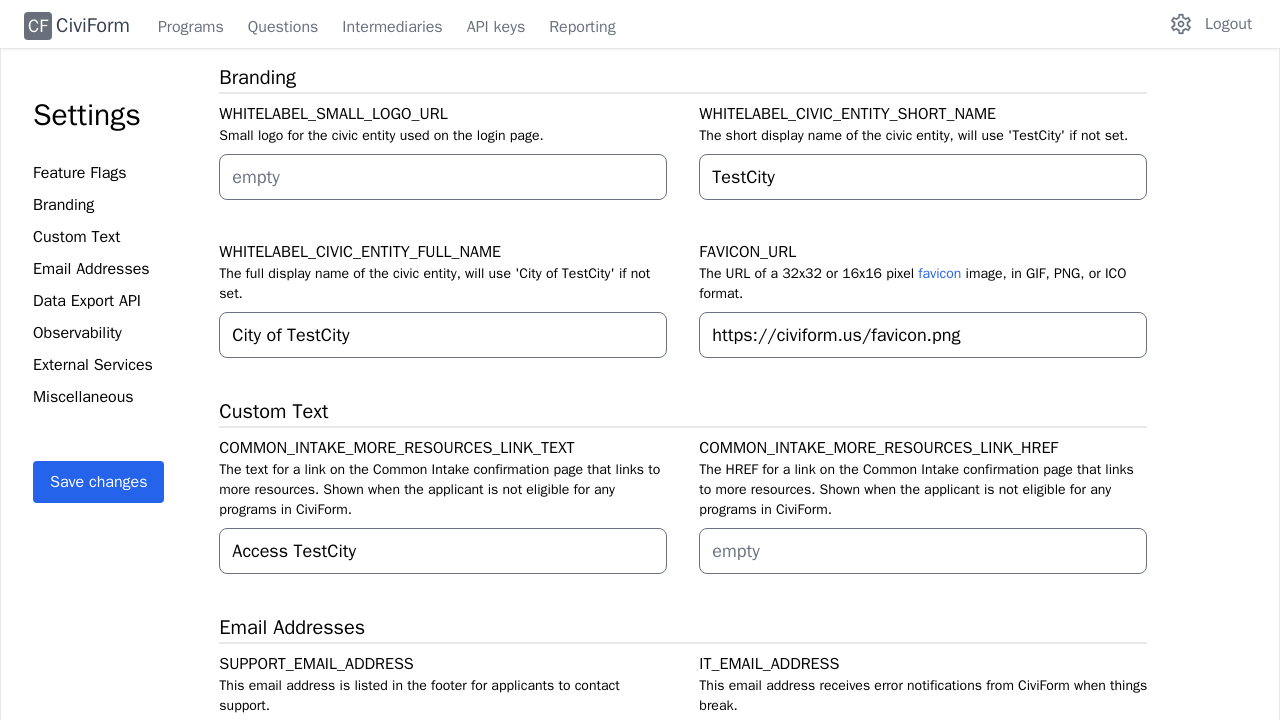 CF CiviForm Programs Questions Intermediaries API keys Reporting Logout
Settings
Feature Flags
Branding
Custom Text
Email Addresses
Data Export API
Observability
External Services
Miscellaneous
Save changes
Branding
WHITELABEL_SMALL_LOGO_URL
Small logo for the civic entity used on the login page.
empty
WHITELABEL_CIVIC_ENTITY_SHORT_NAME
The short display name of the civic entity, will use 'TestCity' if not set.
TestCity
WHITELABEL_CIVIC_ENTITY_FULL_NAME
The full display name of the civic entity, will use 'City of TestCity' if not
set.
City of TestCity
FAVICON_URL
The URL of a 32x32 or 16x16 pixel favicon image, in GIF, PNG, or ICO
format.
https://civiform.us/favicon.png
Custom Text
COMMON_INTAKE_MORE_RESOURCES_LINK_TEXT
The text for a link on the Common Intake confirmation page that links to
more resources. Shown when the applicant is not eligible for any
programs in CiviForm.
Access TestCity
COMMON_INTAKE_MORE_RESOURCES_LINK_HREF
The HREF for a link on the Common Intake confirmation page that links
to more resources. Shown when the applicant is not eligible for any
programs in CiviForm.
empty
Email Addresses
SUPPORT_EMAIL_ADDRESS
This email address is listed in the footer for applicants to contact
support.
IT_EMAIL_ADDRESS
This email address receives error notifications from CiviForm when things
break.